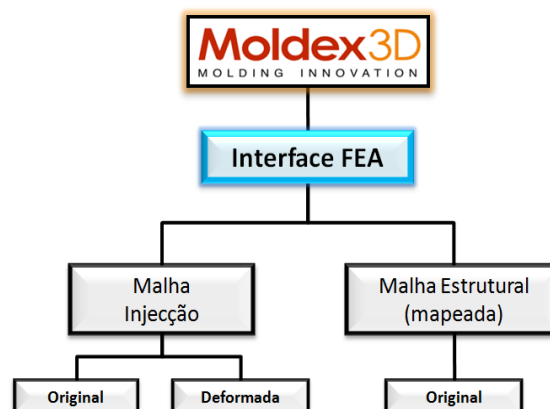 Moldex3D
MOLDING INNOVATION
Interface FEA
Malha
Injecção
Malha Estrutural
(mapeada)
Original
Deformada
Original